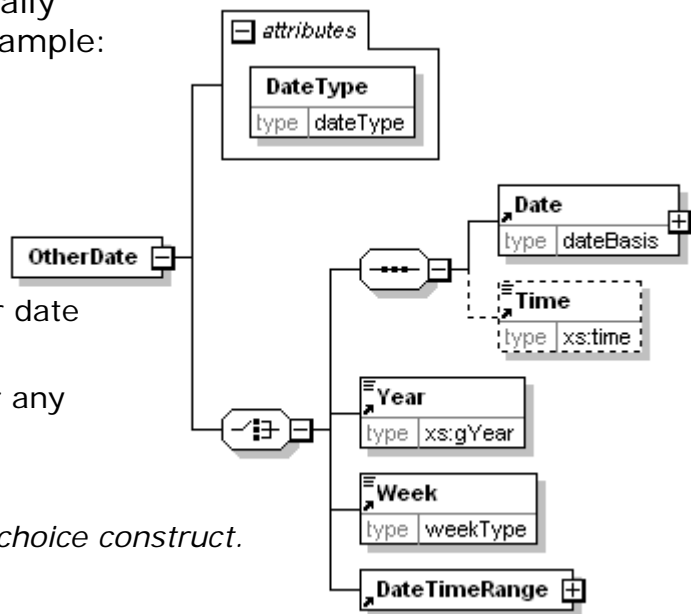 ally
ample:
attributes
DateType
type dateType
Date
type dateBasis
OtherDate
Time
type xs:time
r date
r any
Year
type xs:gYear
Week
type weekType
choice construct.
DateTimeRange